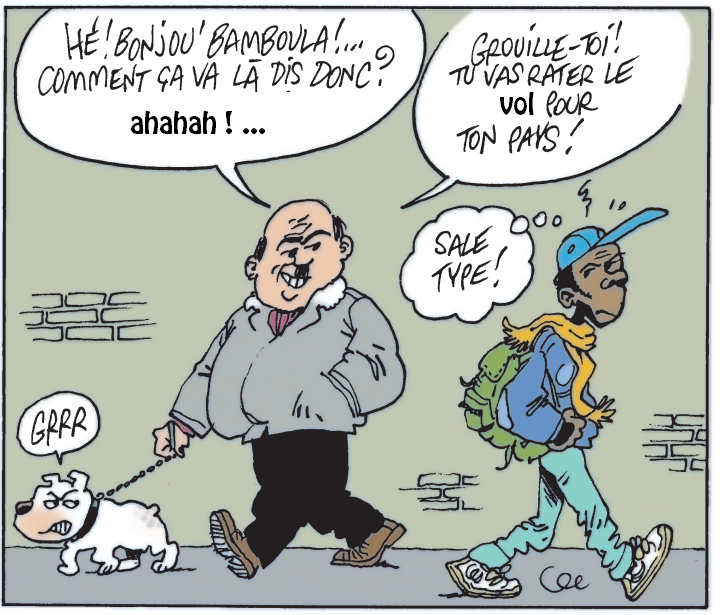 HÉ! BONJOU' BAMBOULA!...
COMMENT ÇA VA LÀ DIS DONC?
ahahah ! ...
GROUILLE-TOI!
TU VAS RATER LE
vol POUR
TON PAYS!
SALE
TYPE!
GRRR